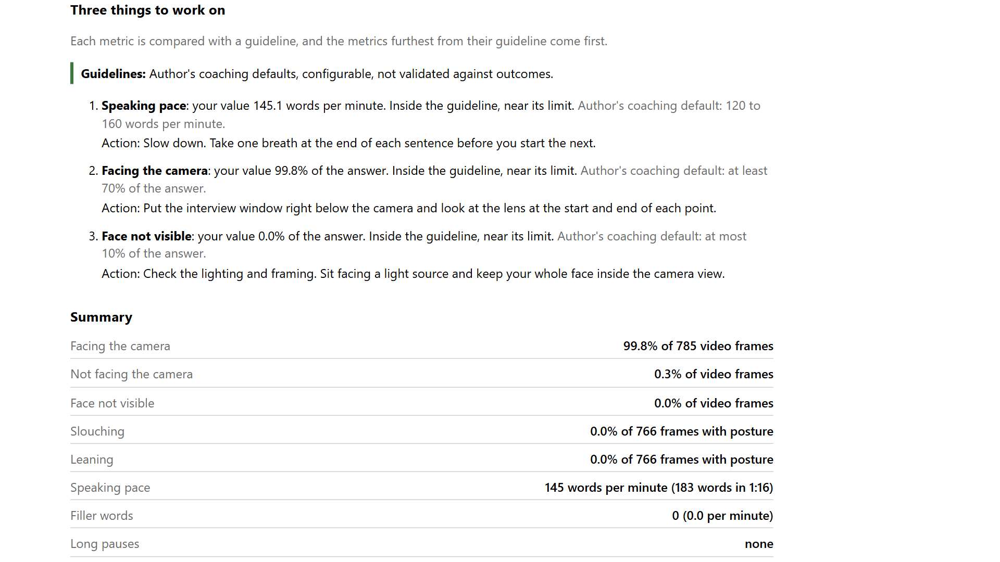 Three things to work on
Each metric is compared with a guideline, and the metrics furthest from their guideline come first.
Guidelines: Author's coaching defaults, configurable, not validated against outcomes.
1. Speaking pace: your value 145.1 words per minute. Inside the guideline, near its limit. Author's coaching default: 120 to
160 words per minute.
Action: Slow down. Take one breath at the end of each sentence before you start the next.
2. Facing the camera: your value 99.8% of the answer. Inside the guideline, near its limit. Author's coaching default: at least
70% of the answer.
Action: Put the interview window right below the camera and look at the lens at the start and end of each point.
3. Face not visible: your value 0.0% of the answer. Inside the guideline, near its limit. Author's coaching default: at most
10% of the answer.
Action: Check the lighting and framing. Sit facing a light source and keep your whole face inside the camera view.
Summary
Facing the camera 99.8% of 785 video frames
Not facing the camera 0.3% of video frames
Face not visible 0.0% of video frames
Slouching 0.0% of 766 frames with posture
Leaning 0.0% of 766 frames with posture
Speaking pace 145 words per minute (183 words in 1:16)
Filler words 0 (0.0 per minute)
Long pauses none